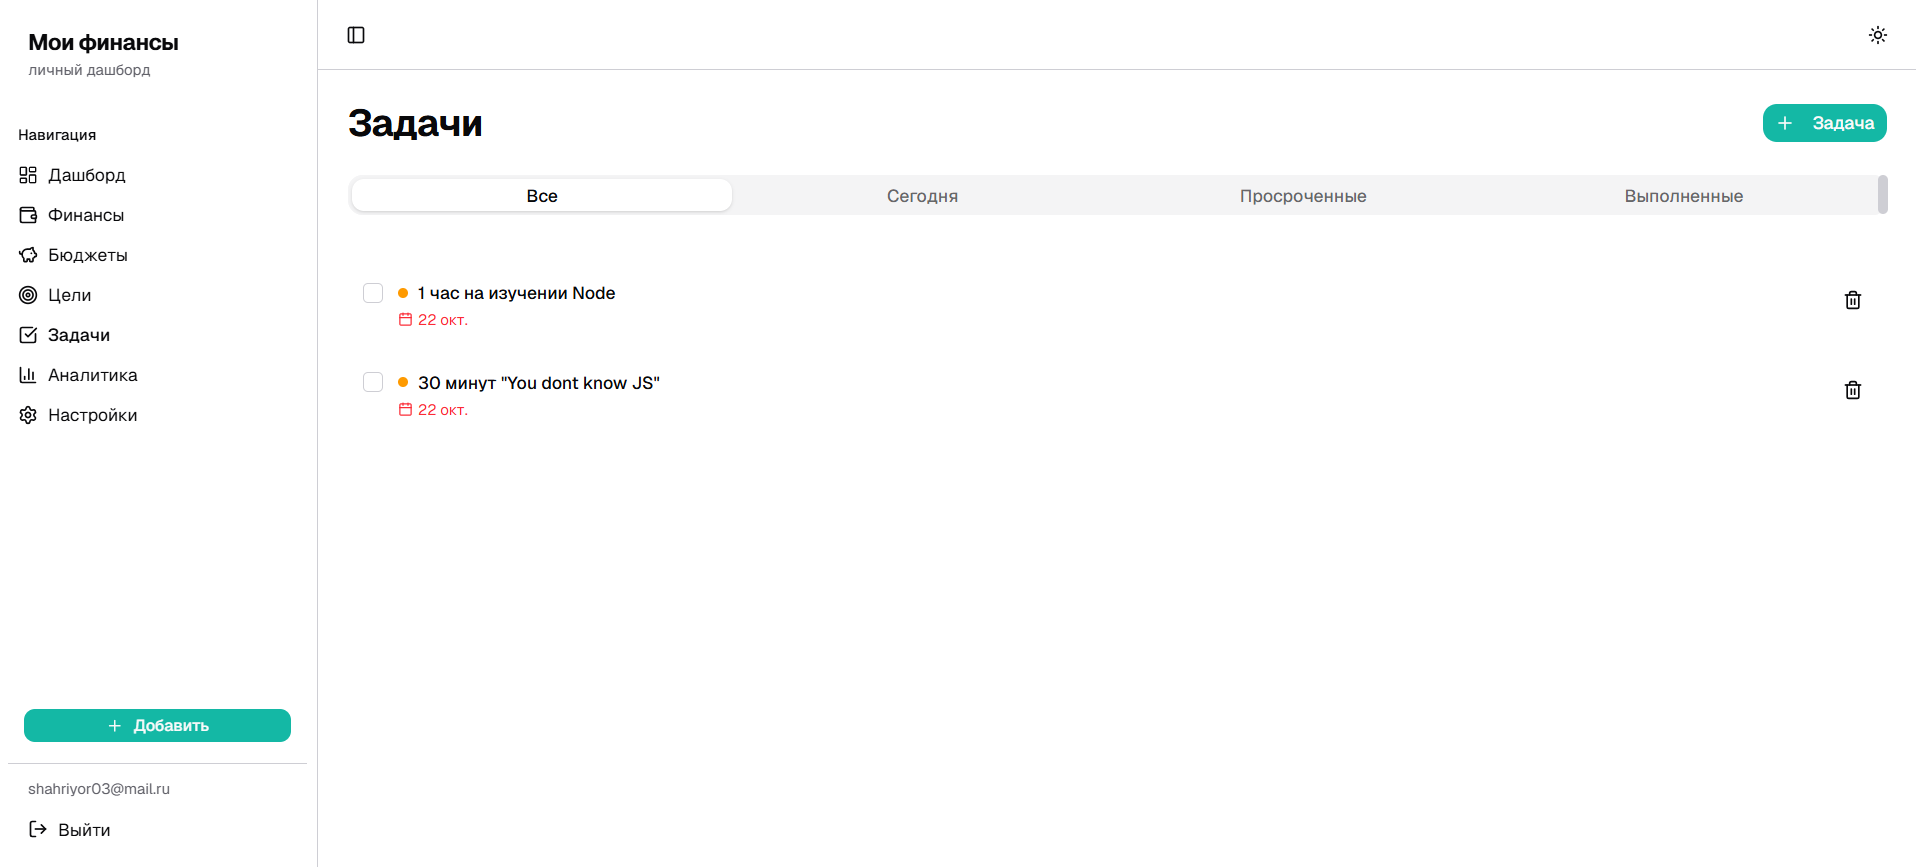 Мои финансы
личный дашборд
Навигация
Дашборд
Финансы
Бюджеты
Цели
Задачи
Аналитика
Настройки
Добавить
shahriyor03@mail.ru
Выйти
Задачи
Задача
Все Сегодня Просроченные Выполненные
1 час на изучении Node
22 окт.
30 минут "You dont know JS"
22 окт.